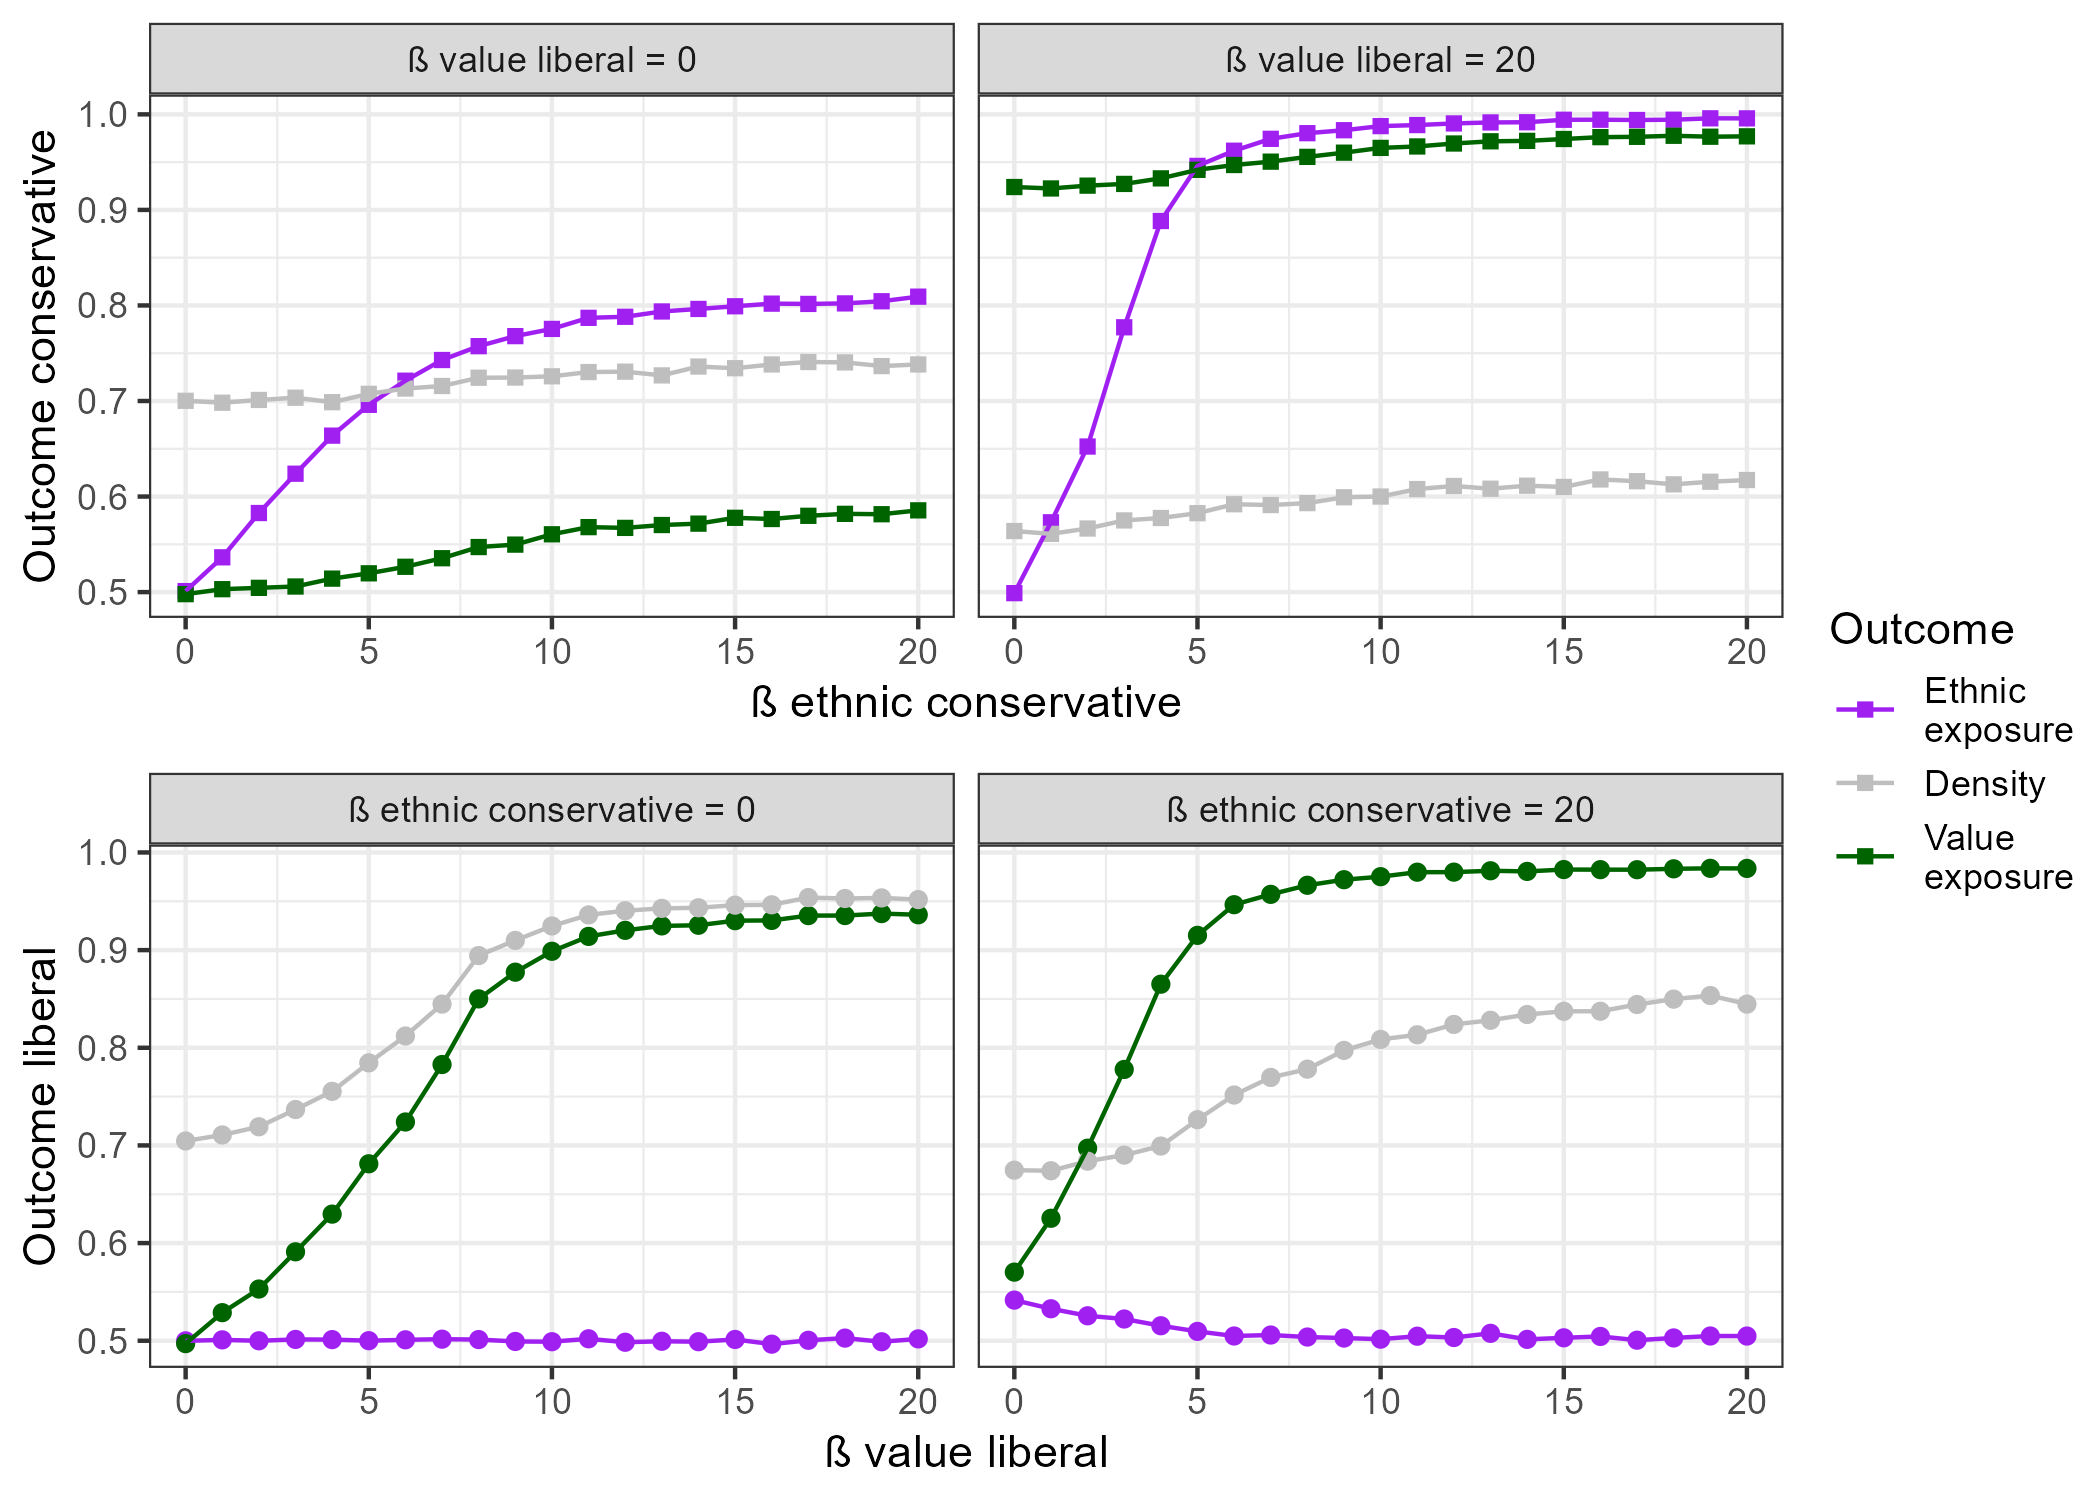 ß value liberal = 0
ß value liberal = 20
Outcome conservative
1.0
0.9
0.8
0.7
0.6
0.5
0 5 10 15 20
0 5 10 15 20
ß ethnic conservative
ß ethnic conservative = 0
ß ethnic conservative = 20
Outcome liberal
1.0
0.9
0.8
0.7
0.6
0.5
0 5 10 15 20
0 5 10 15 20
ß value liberal
Outcome
Ethnic
exposure
Density
Value
exposure